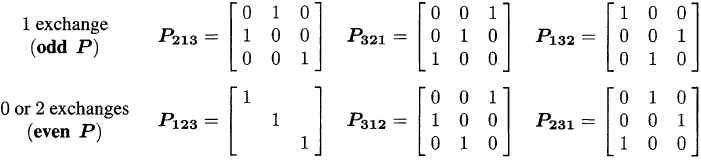 1 exchange
(odd P)
P213 = [ 0 1 0
1 0 0
0 0 1 ]
P321 = [ 0 0 1
0 1 0
1 0 0 ]
P132 = [ 1 0 0
0 0 1
0 1 0 ]
0 or 2 exchanges
(even P)
P123 = [ 1
1
1 ]
P312 = [ 0 0 1
1 0 0
0 1 0 ]
P231 = [ 0 1 0
0 0 1
1 0 0 ]